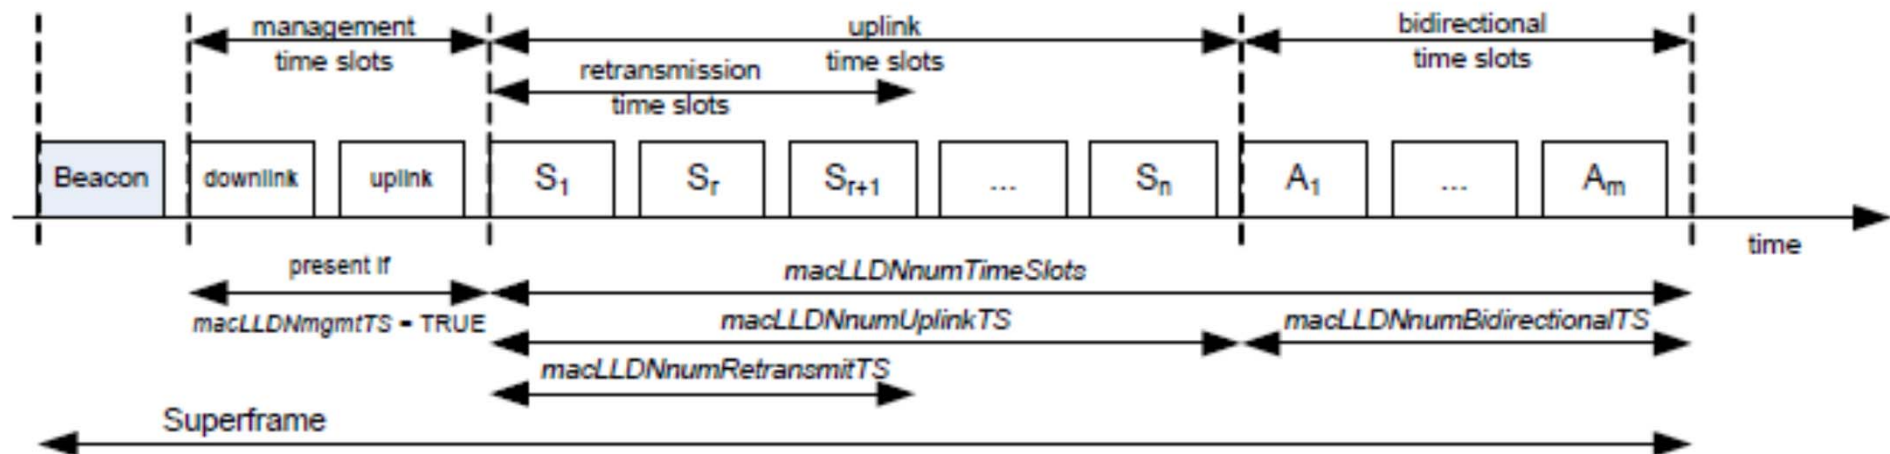 management
time slots
uplink
time slots
bidirectional
time slots
retransmission
time slots
Beacon
downlink
uplink
S1
Sr
Sr+1
...
Sn
A1
...
Am
time
present if
macLLDNmgmtTS = TRUE
macLLDNnumTimeSlots
macLLDNnumUplinkTS
macLLDNnumBidirectionalTS
macLLDNnumRetransmitTS
Superframe